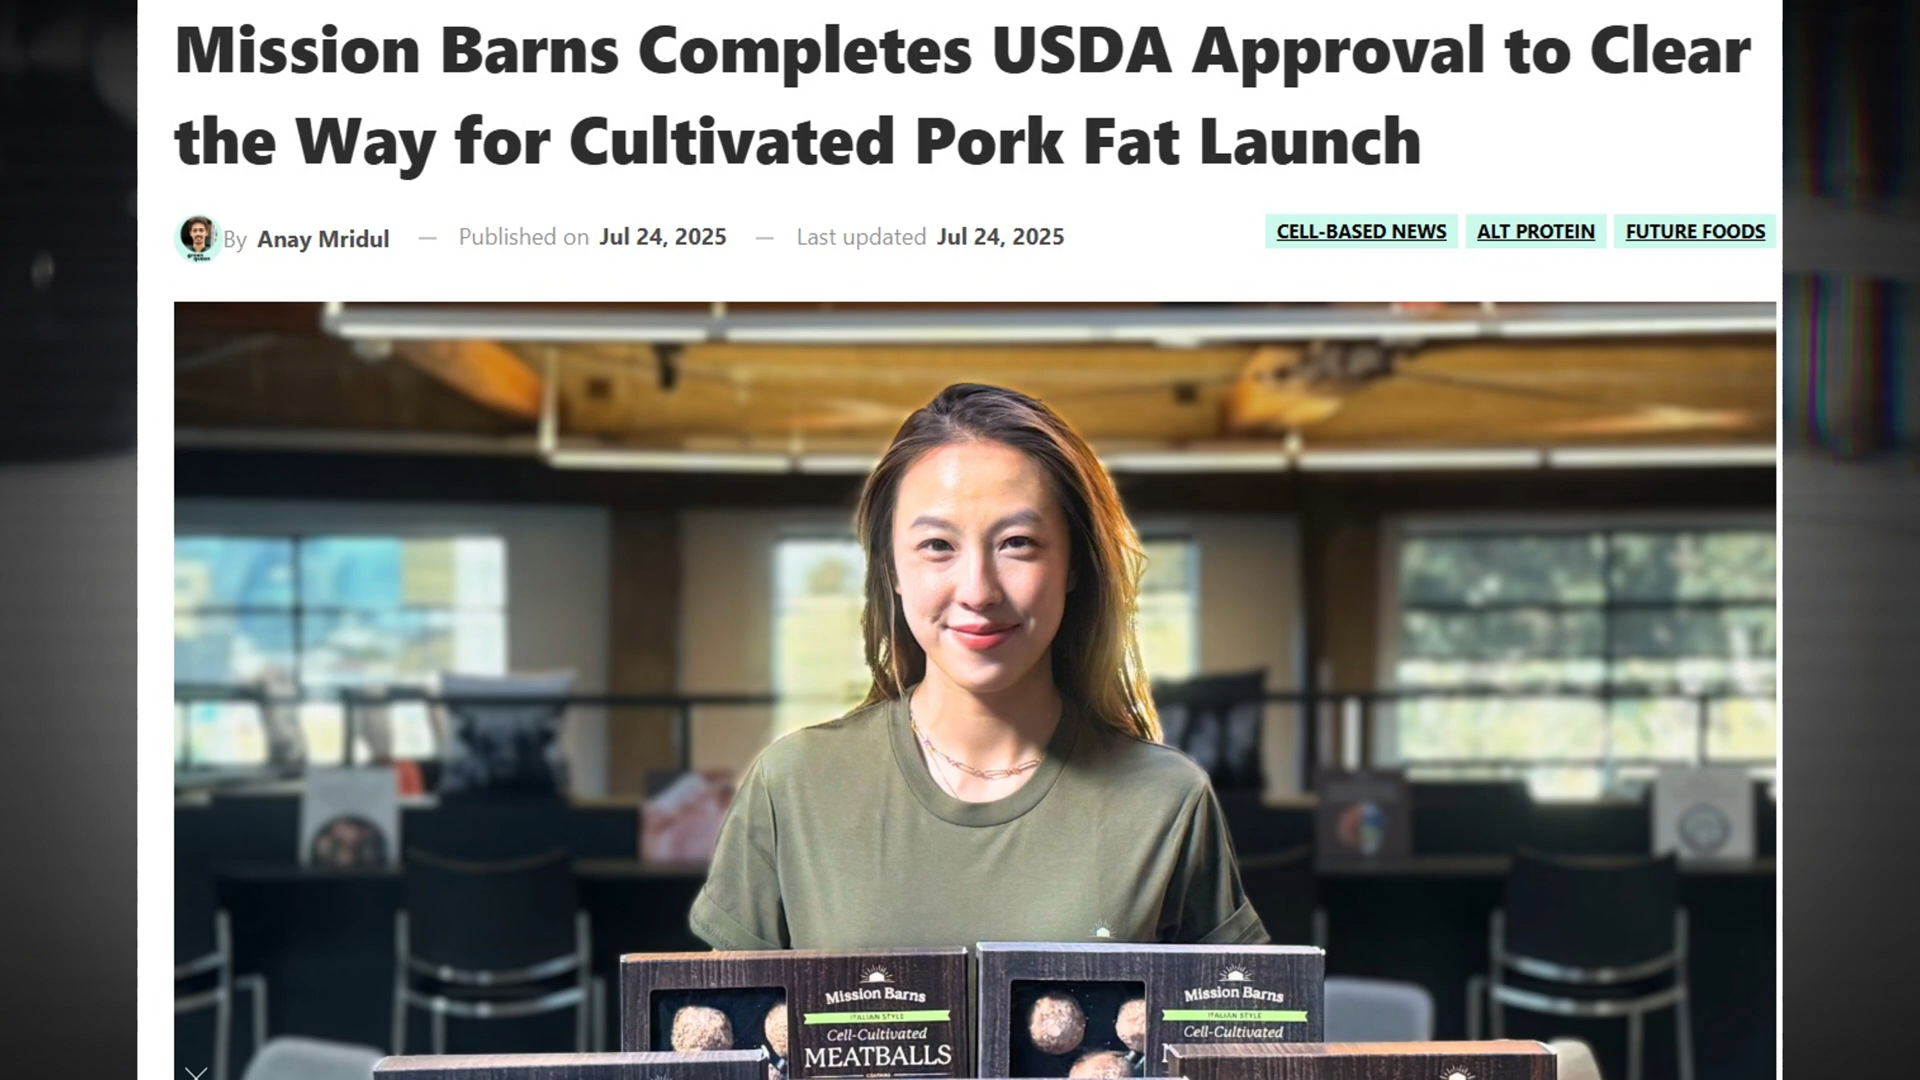 Mission Barns Completes USDA Approval to Clear
the Way for Cultivated Pork Fat Launch
By Anay Mridul — Published on Jul 24, 2025 — Last updated Jul 24, 2025
CELL-BASED NEWS ALT PROTEIN FUTURE FOODS
Mission Barns
ITALIAN STYLE
Cell-Cultivated
MEATBALLS
Mission Barns
ITALIAN STYLE
Cell-Cultivated